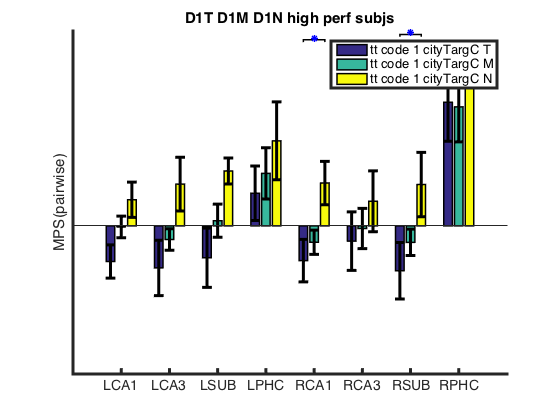 D1T D1M D1N high perf subjs
tt code 1 cityTargC T
tt code 1 cityTargC M
tt code 1 cityTargC N
MPS(pairwise)
LCA1 LCA3 LSUB LPHC RCA1 RCA3 RSUB RPHC